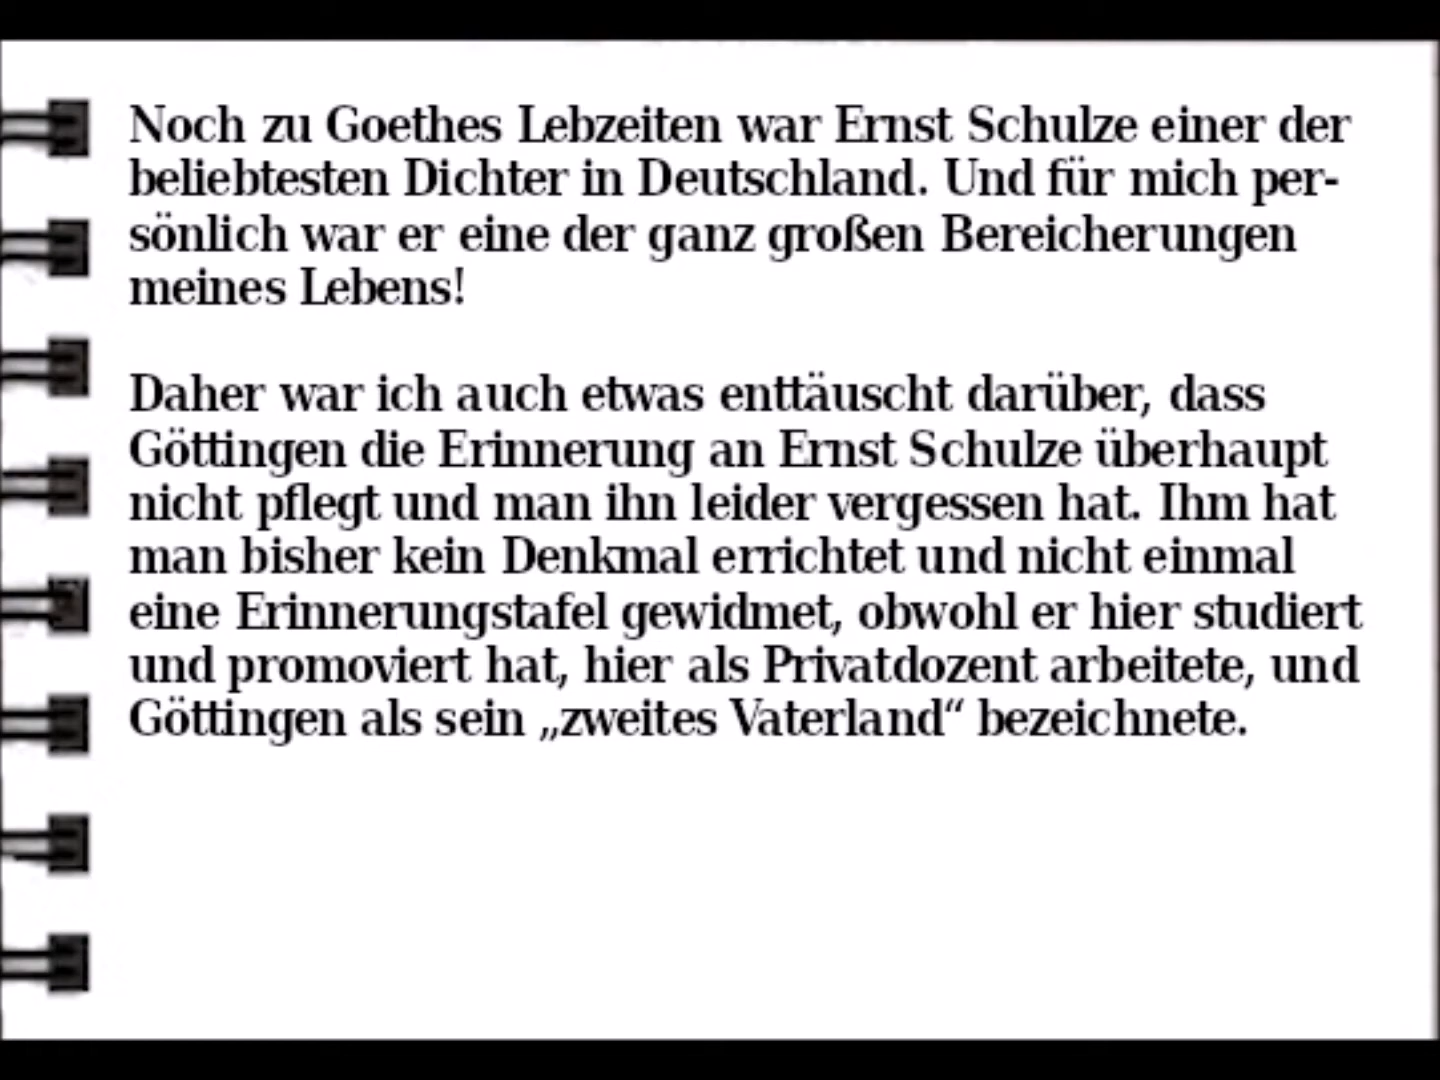 Noch zu Goethes Lebzeiten war Ernst Schulze einer der
beliebtesten Dichter in Deutschland. Und für mich per-
sönlich war er eine der ganz großen Bereicherungen
meines Lebens!
Daher war ich auch etwas enttäuscht darüber, dass
Göttingen die Erinnerung an Ernst Schulze überhaupt
nicht pflegt und man ihn leider vergessen hat. Ihm hat
man bisher kein Denkmal errichtet und nicht einmal
eine Erinnerungstafel gewidmet, obwohl er hier studiert
und promoviert hat, hier als Privatdozent arbeitete, und
Göttingen als sein „zweites Vaterland“ bezeichnete.